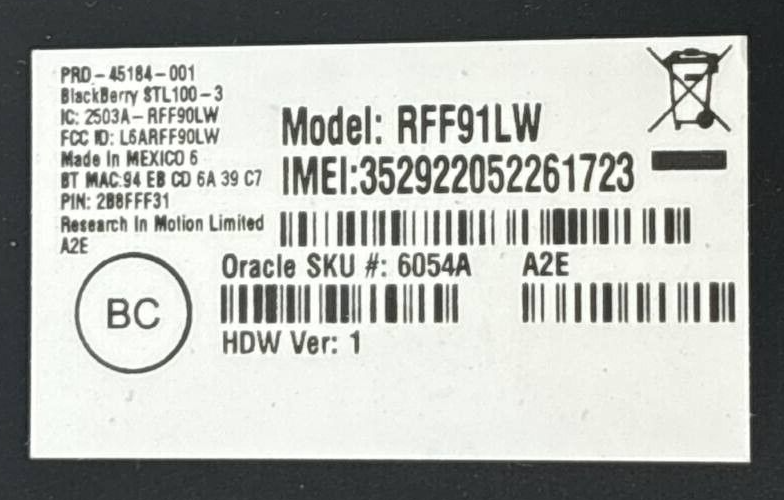 PRD-45184-001
BlackBerry STL100-3
IC: 2503A-RFF90LW
FCC ID: L6ARFF90LW
Made In MEXICO 6
BT MAC:94 EB CD 6A 39 C7
PIN: 2B8FFF31
Research In Motion Limited
A2E
Model: RFF91LW
IMEI:352922052261723
Oracle SKU #: 6054A A2E
BC
HDW Ver: 1